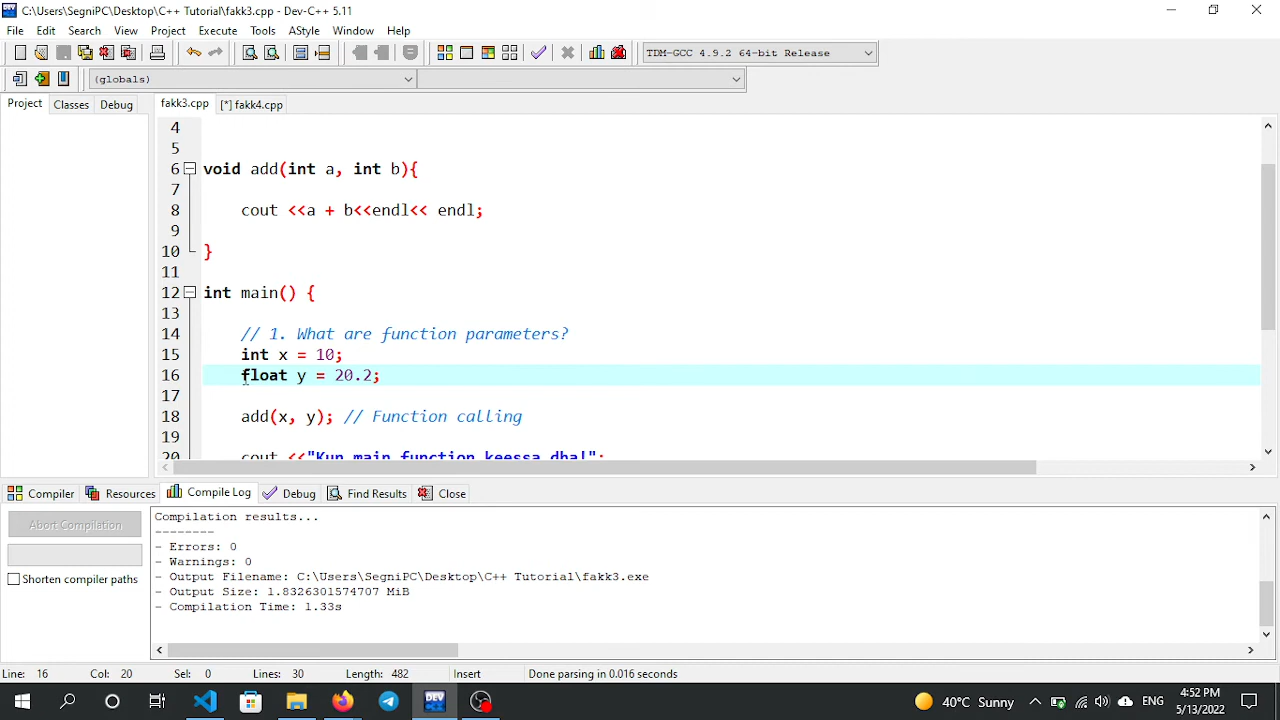 C:\Users\SegniPC\Desktop\C++ Tutorial\fakk3.cpp - Dev-C++ 5.11
File Edit Search View Project Execute Tools AStyle Window Help
TDM-GCC 4.9.2 64-bit Release
(globals)
Project Classes Debug
fakk3.cpp [*] fakk4.cpp
4
5
6 void add(int a, int b){
7
8 cout <<a + b<<endl<< endl;
9
10 }
11
12 int main() {
13
14 // 1. What are function parameters?
15 int x = 10;
16 float y = 20.2;
17
18 add(x, y); // Function calling
19
20 cout <<"Kun main function keessa dha!";
Compiler Resources Compile Log Debug Find Results Close
Abort Compilation
Shorten compiler paths
Compilation results...
--------
- Errors: 0
- Warnings: 0
- Output Filename: C:\Users\SegniPC\Desktop\C++ Tutorial\fakk3.exe
- Output Size: 1.8326301574707 MiB
- Compilation Time: 1.33s
Line: 16 Col: 20 Sel: 0 Lines: 30 Length: 482 Insert Done parsing in 0.016 seconds
DEV
40°C Sunny ENG 4:52 PM
5/13/2022